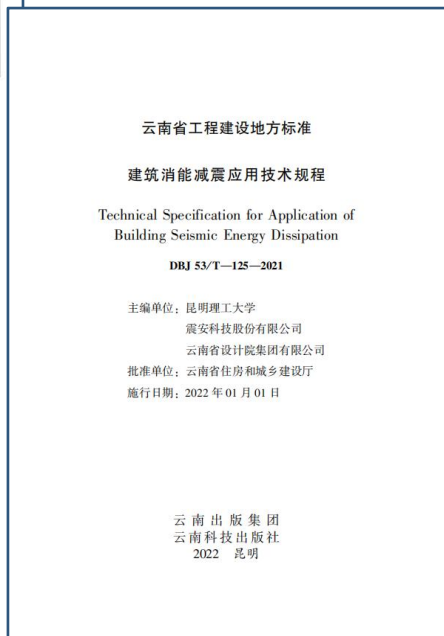 云南省工程建设地方标准
建筑消能减震应用技术规程
Technical Specification for Application of
Building Seismic Energy Dissipation
DBJ 53/T—125—2021
主编单位：昆明理工大学
震安科技股份有限公司
云南省设计院集团有限公司
批准单位：云南省住房和城乡建设厅
施行日期：2022 年 01 月 01 日
云南出版集团
云南科技出版社
2022 昆明